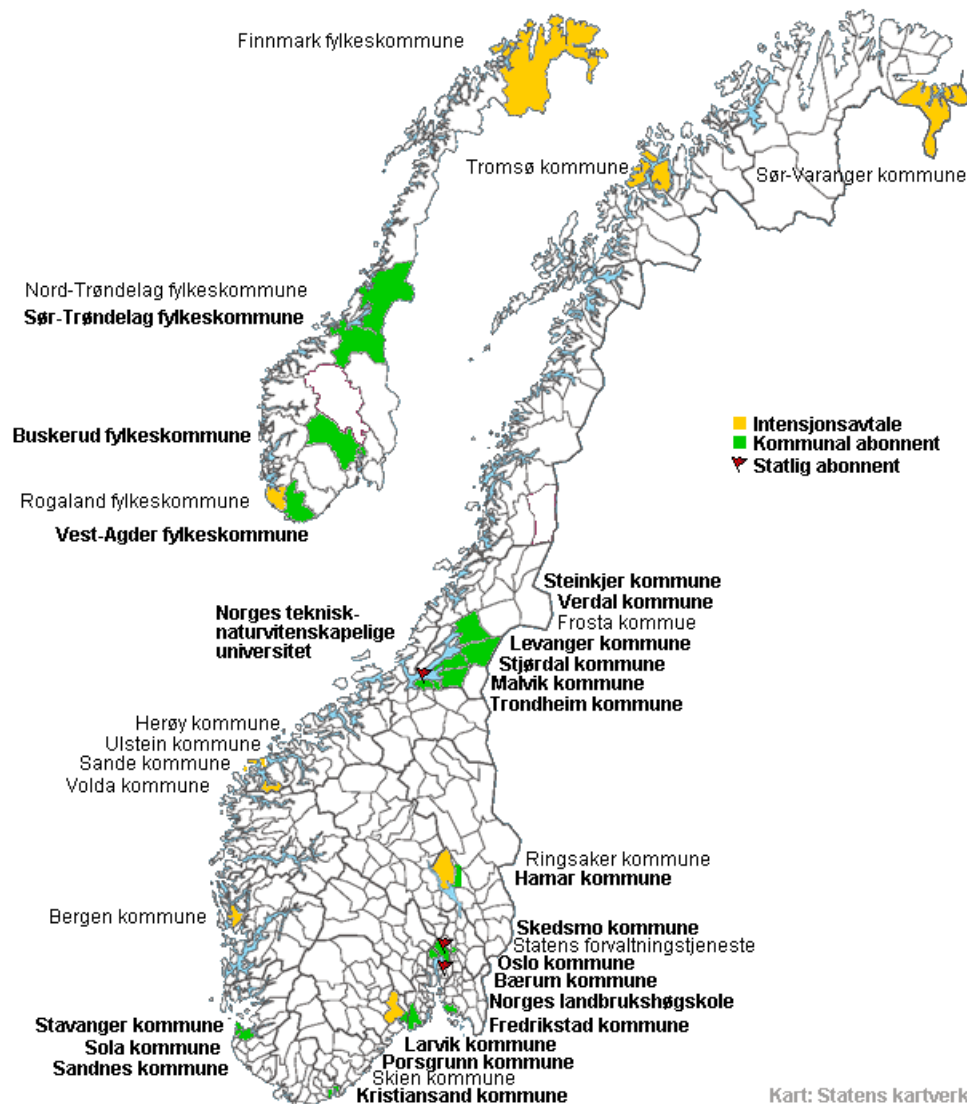 Finnmark fylkeskommune
Tromsø kommune
Sør-Varanger kommune
Nord-Trøndelag fylkeskommune
Sør-Trøndelag fylkeskommune
Buskerud fylkeskommune
Rogaland fylkeskommune
Vest-Agder fylkeskommune
Intensjonsavtale
Kommunal abonnent
Statlig abonnent
Steinkjer kommune
Verdal kommune
Frosta kommue
Levanger kommune
Stjørdal kommune
Malvik kommune
Trondheim kommune
Norges teknisk-
naturvitenskapelige
universitet
Herøy kommune
Ulstein kommune
Sande kommune
Volda kommune
Bergen kommune
Ringsaker kommune
Hamar kommune
Skedsmo kommune
Statens forvaltningstjeneste
Oslo kommune
Bærum kommune
Norges landbrukshøgskole
Fredrikstad kommune
Stavanger kommune
Sola kommune
Sandnes kommune
Larvik kommune
Porsgrunn kommune
Skien kommune
Kristiansand kommune
Kart: Statens kartverk